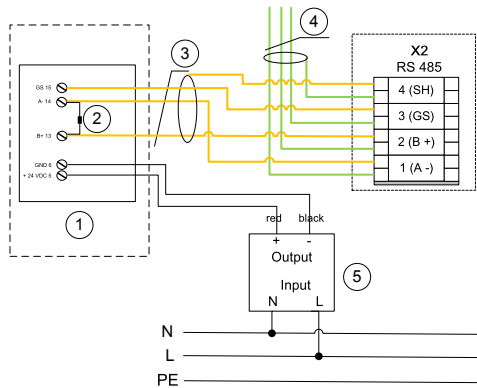 4
X2
RS 485
3
GS 15
A- 14
2
B+ 13
GND 6
+ 24 VDC 5
1
4 (SH)
3 (GS)
2 (B +)
1 (A -)
red
black
+ -
Output
Input
N L
5
N
L
PE